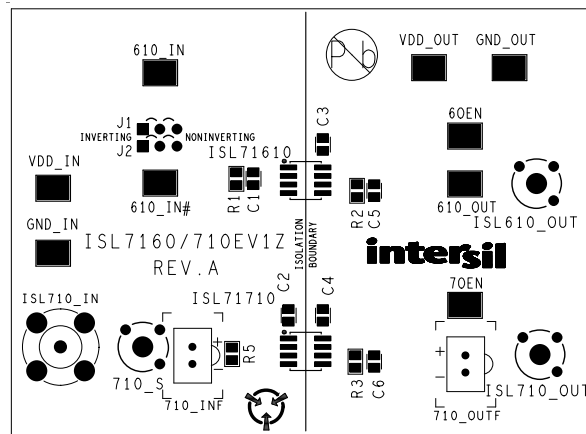 610_IN
Pb
VDD_OUT
GND_OUT
J1
INVERTING
NONINVERTING
J2
ISL71610
C3
60EN
VDD_IN
610_IN#
R1
C1
R2
C5
610_OUT
ISL610_OUT
GND_IN
ISL7160/710EV1Z
REV.A
ISOLATION
BOUNDARY
intersil
ISL710_IN
ISL71710
C2
C4
70EN
710_S
+
-
710_INF
R5
R3
C6
+
-
710_OUTF
ISL710_OUT